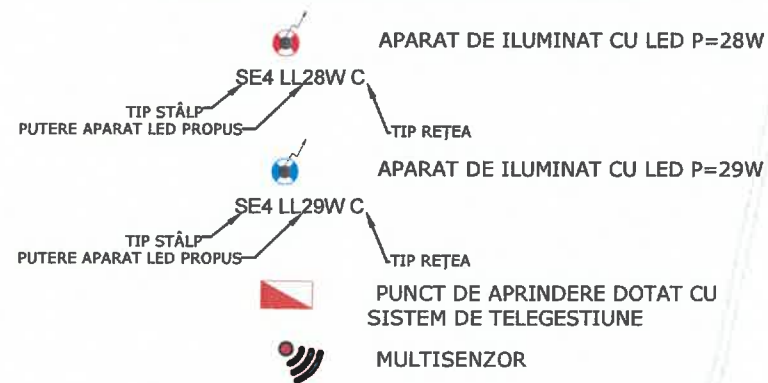 APARAT DE ILUMINAT CU LED P=28W
SE4 LL28W C
TIP STÂLP
PUTERE APARAT LED PROPUS
TIP REȚEA
APARAT DE ILUMINAT CU LED P=29W
SE4 LL29W C
TIP STÂLP
PUTERE APARAT LED PROPUS
TIP REȚEA
PUNCT DE APRINDERE DOTAT CU
SISTEM DE TELEGESTIUNE
MULTISENZOR